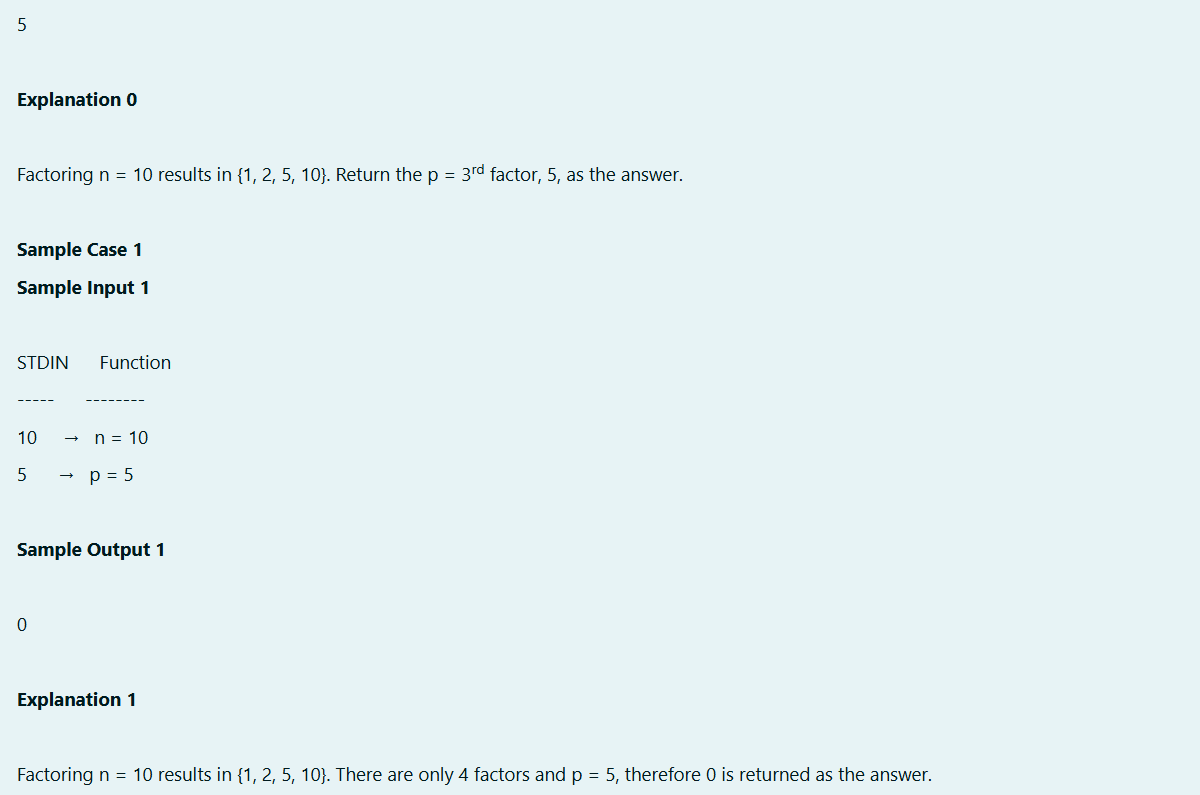 5
Explanation 0
Factoring n = 10 results in {1, 2, 5, 10}. Return the p = 3rd factor, 5, as the answer.
Sample Case 1
Sample Input 1
STDIN Function
----- --------
10 → n = 10
5 → p = 5
Sample Output 1
0
Explanation 1
Factoring n = 10 results in {1, 2, 5, 10}. There are only 4 factors and p = 5, therefore 0 is returned as the answer.